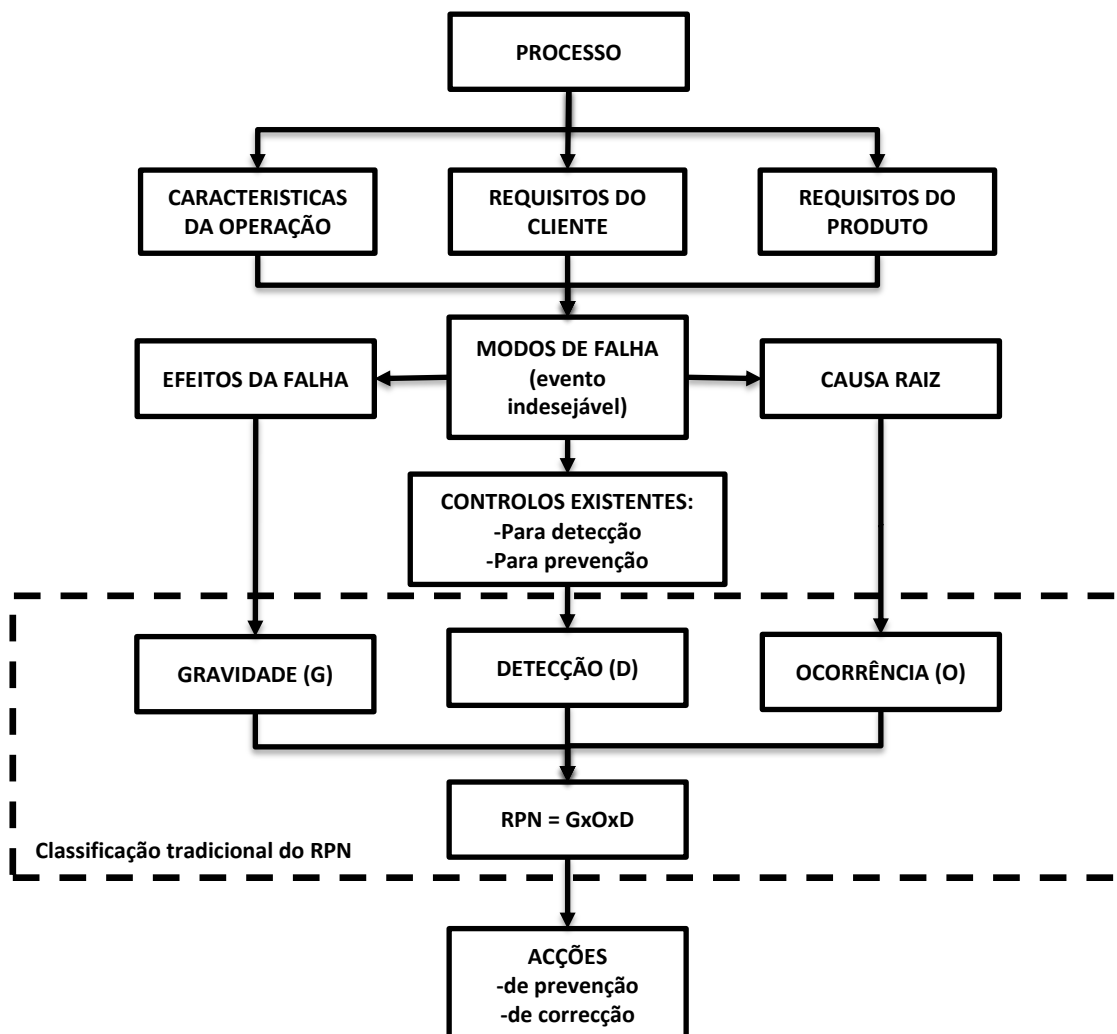 PROCESSO
CARACTERISTICAS
DA OPERAÇÃO
REQUISITOS DO
CLIENTE
REQUISITOS DO
PRODUTO
EFEITOS DA FALHA
MODOS DE FALHA
(evento
indesejável)
CAUSA RAIZ
CONTROLOS EXISTENTES:
-Para detecção
-Para prevenção
GRAVIDADE (G)
DETECÇÃO (D)
OCORRÊNCIA (O)
RPN = GxOxD
Classificação tradicional do RPN
ACÇÕES
-de prevenção
-de correcção